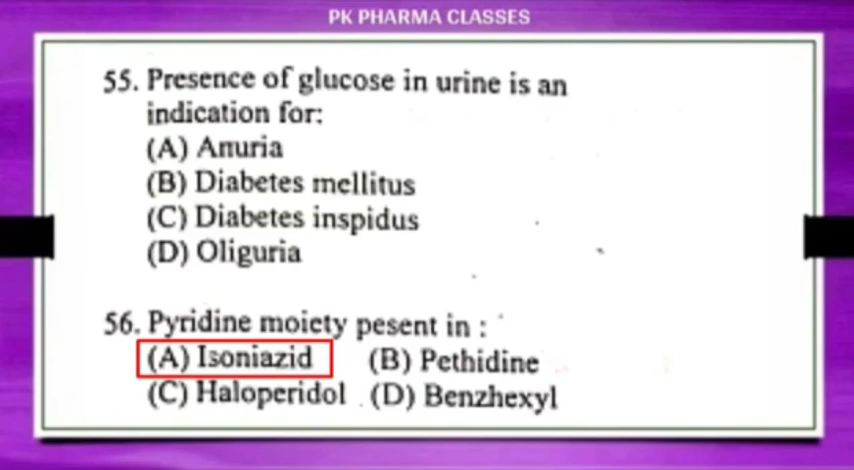 PK PHARMA CLASSES
55. Presence of glucose in urine is an
indication for:
(A) Anuria
(B) Diabetes mellitus
(C) Diabetes inspidus
(D) Oliguria
56. Pyridine moiety pesent in :
(A) Isoniazid (B) Pethidine
(C) Haloperidol (D) Benzhexyl